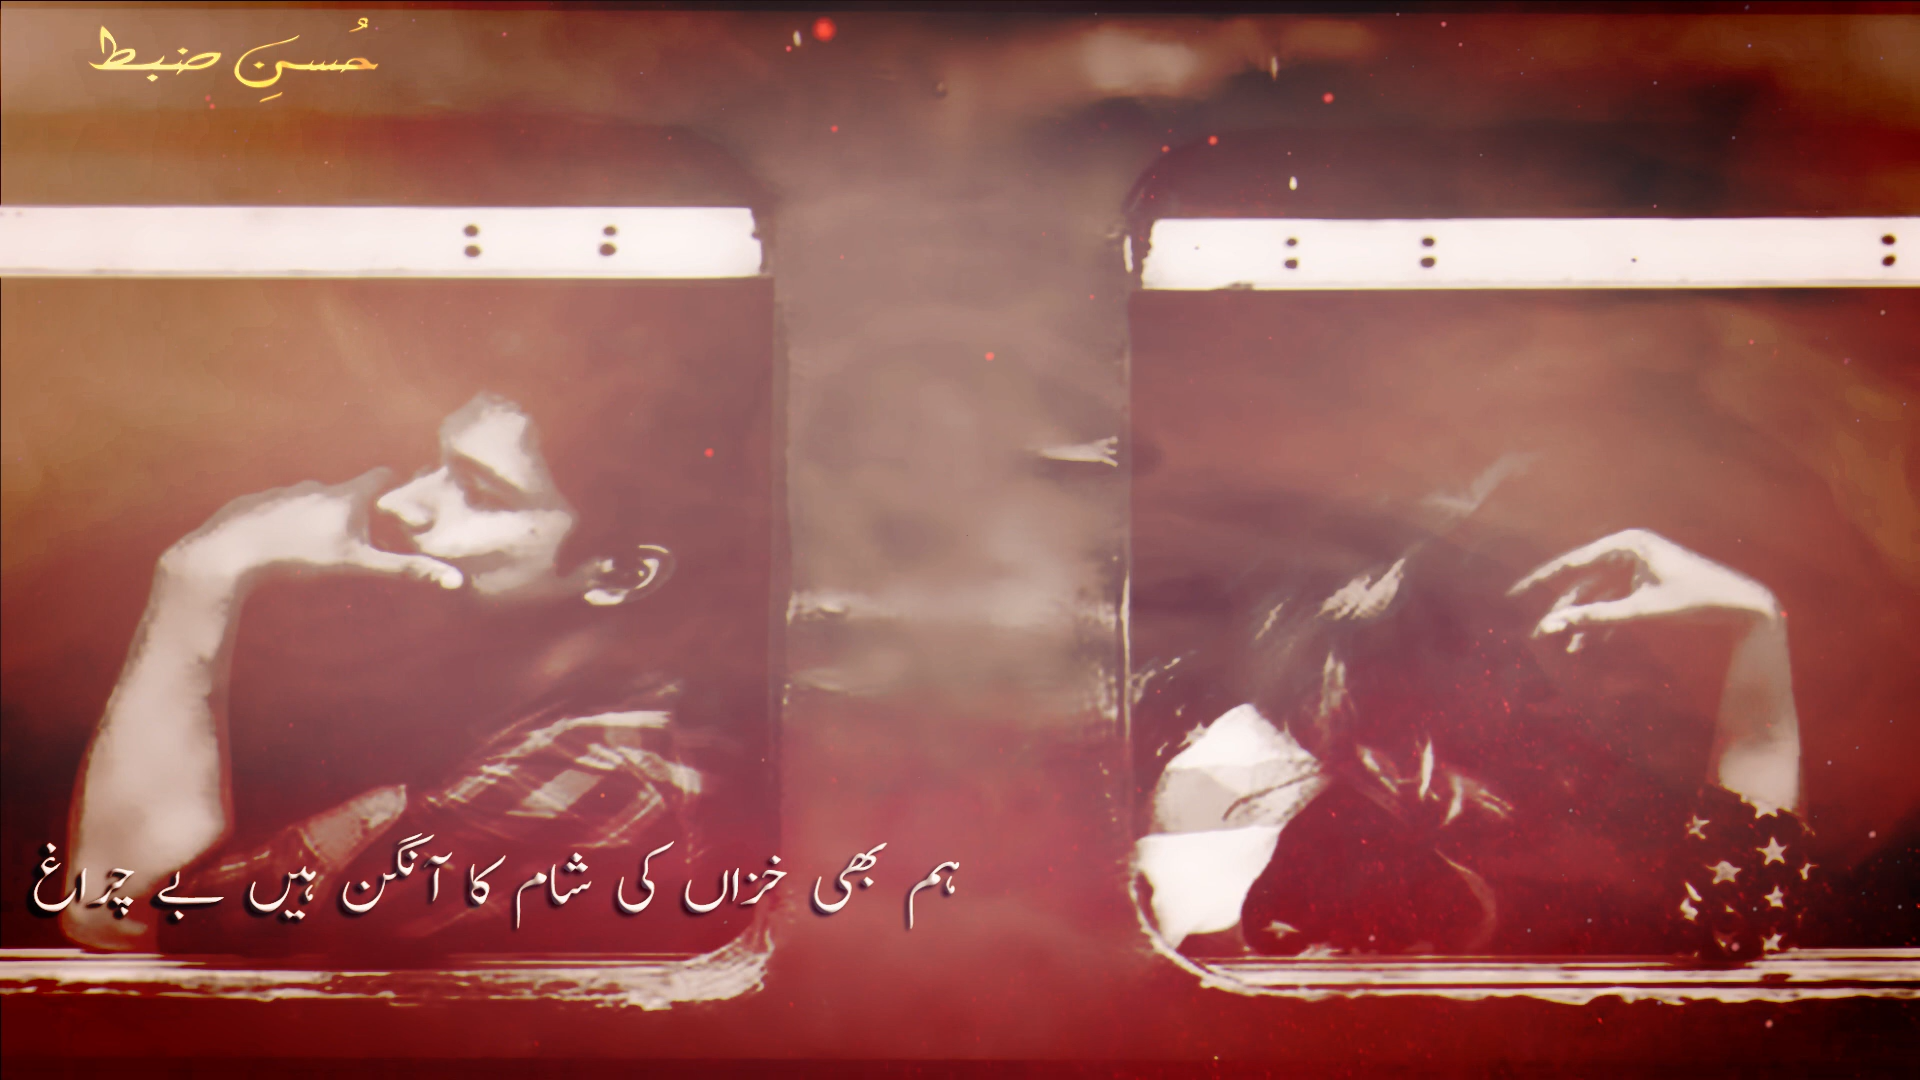 حُسنِ ضبط
ہم بھی خزاں کی شام کا آنگن ہیں بے چراغ